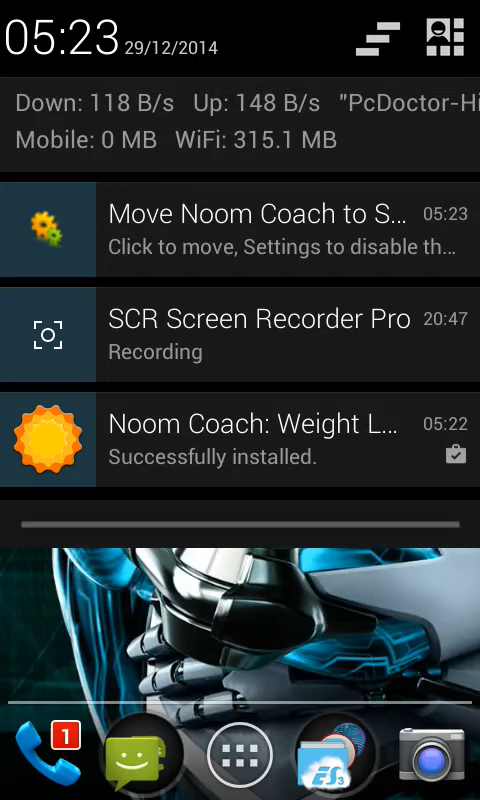 05:23 29/12/2014
Down: 118 B/s Up: 148 B/s "PcDoctor-Hi
Mobile: 0 MB WiFi: 315.1 MB
Move Noom Coach to S... 05:23
Click to move, Settings to disable th...
SCR Screen Recorder Pro 20:47
Recording
Noom Coach: Weight L... 05:22
Successfully installed.
1
ES 3